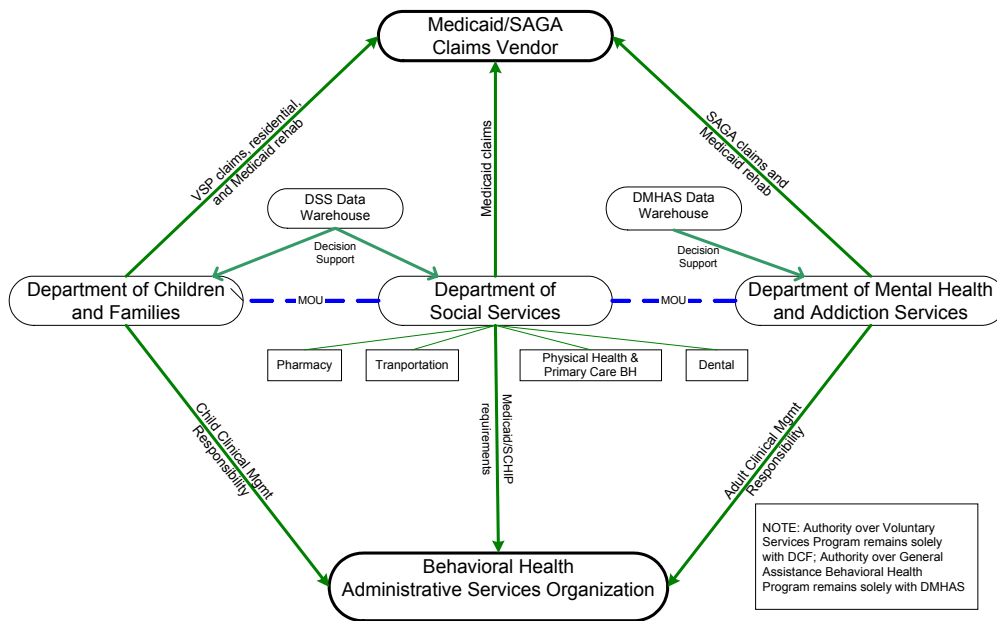 Medicaid/SAGA
Claims Vendor
VSP claims, residential,
and Medicaid rehab
Medicaid claims
SAGA claims and
Medicaid rehab
DSS Data
Warehouse
DMHAS Data
Warehouse
Decision
Support
Decision
Support
Department of Children
and Families
MOU
Department of
Social Services
MOU
Department of Mental Health
and Addiction Services
Pharmacy
Tranportation
Physical Health &
Primary Care BH
Dental
Child Clinical Mgmt
Responsibility
Medicaid/SCHIP
requirements
Adult Clinical Mgmt
Responsibility
NOTE: Authority over Voluntary
Services Program remains solely
with DCF; Authority over General
Assistance Behavioral Health
Program remains solely with DMHAS
Behavioral Health
Administrative Services Organization